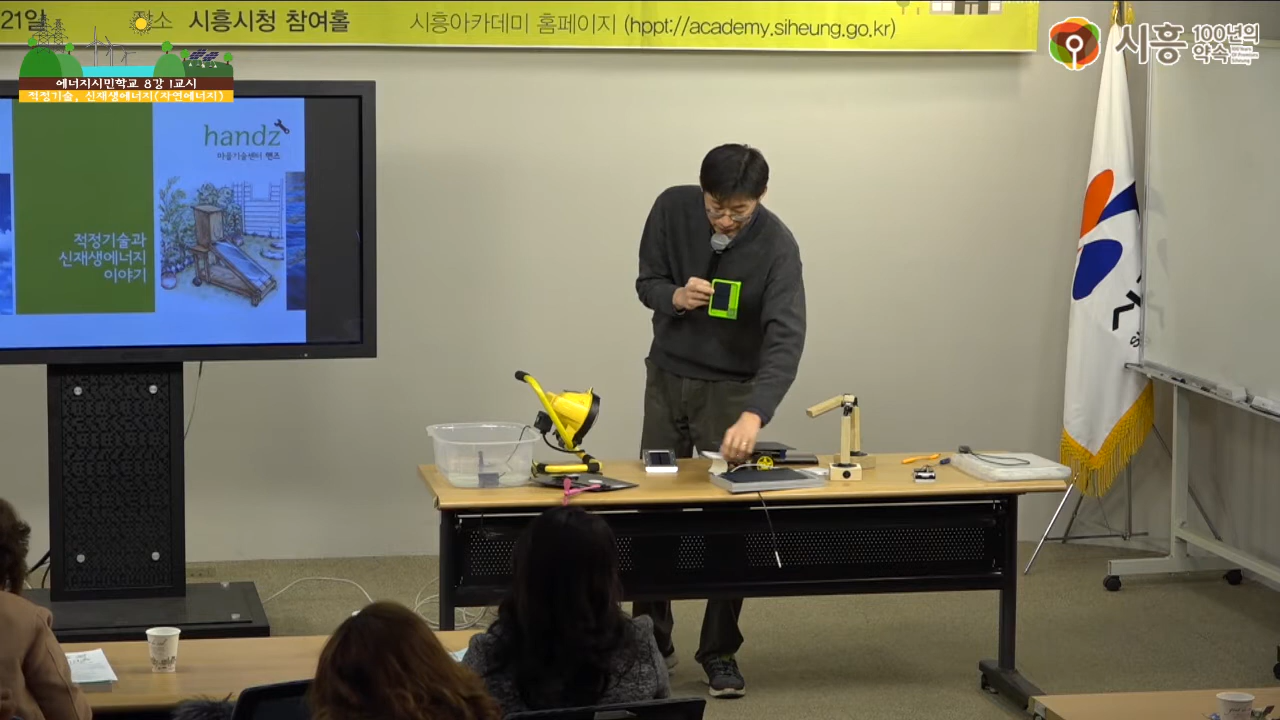 21일 장소 시흥시청 참여홀 시흥아카데미 홈페이지 (hppt://academy.siheung.go.kr)
시흥 100년의 약속
에너지시민학교 8강 1교시
적정기술, 신재생에너지(자연에너지)
handz
마을기술센터 핸즈
적정기술과
신재생에너지
이야기